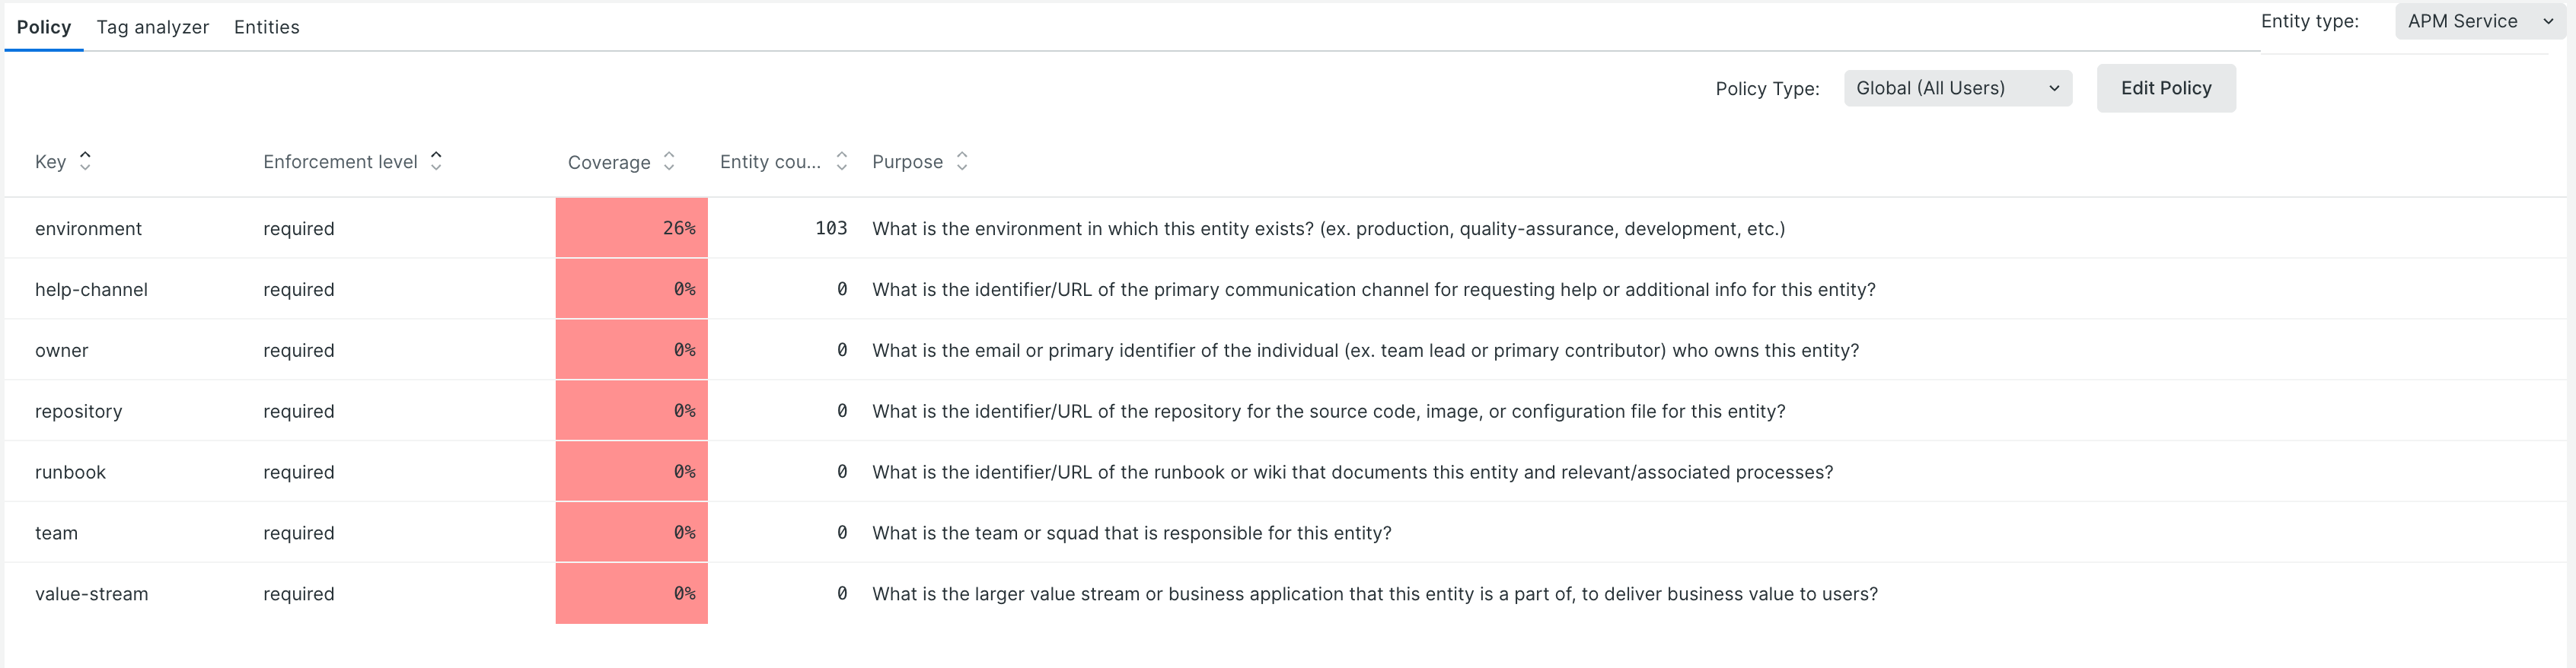 Policy Tag analyzer Entities Entity type: APM Service
Policy Type: Global (All Users) Edit Policy
Key Enforcement level Coverage Entity cou... Purpose
environment required 26% 103 What is the environment in which this entity exists? (ex. production, quality-assurance, development, etc.)
help-channel required 0% 0 What is the identifier/URL of the primary communication channel for requesting help or additional info for this entity?
owner required 0% 0 What is the email or primary identifier of the individual (ex. team lead or primary contributor) who owns this entity?
repository required 0% 0 What is the identifier/URL of the repository for the source code, image, or configuration file for this entity?
runbook required 0% 0 What is the identifier/URL of the runbook or wiki that documents this entity and relevant/associated processes?
team required 0% 0 What is the team or squad that is responsible for this entity?
value-stream required 0% 0 What is the larger value stream or business application that this entity is a part of, to deliver business value to users?